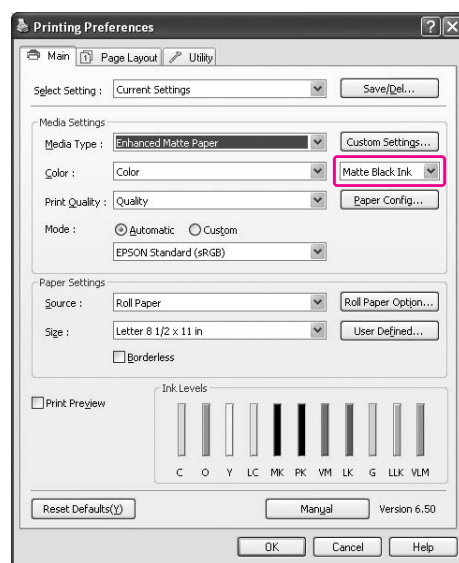 Printing Preferences
Main Page Layout Utility
Select Setting : Current Settings Save/Del...
Media Settings
Media Type : Enhanced Matte Paper Custom Settings...
Color : Color Matte Black Ink
Print Quality : Quality Paper Config...
Mode : Automatic Custom
EPSON Standard (sRGB)
Paper Settings
Source : Roll Paper Roll Paper Option...
Size : Letter 8 1/2 x 11 in User Defined...
Borderless
Ink Levels
Print Preview
C O Y LC MK PK VM LK G LLK VLM
Reset Defaults(Y) Manual Version 6.50
OK Cancel Help